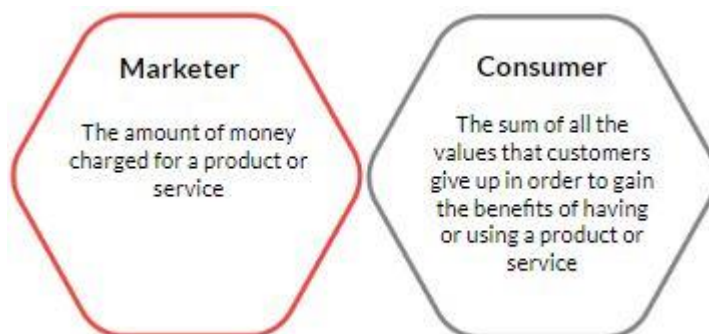 Marketer
The amount of money
charged for a product or
service
Consumer
The sum of all the
values that customers
give up in order to gain
the benefits of having
or using a product or
service